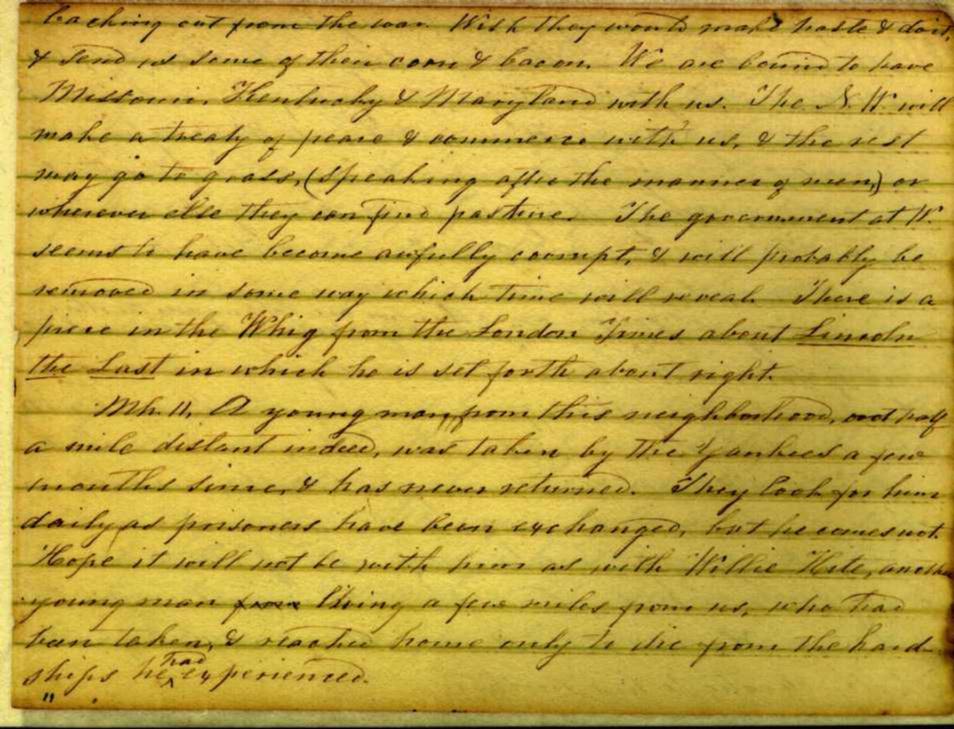 backing out from the war. Wish they would make haste & do it,
& send us some of their corn & bacon. We are bound to have
Missouri, Kentucky & Maryland with us. The N. W. will
make a treaty of peace & commerce with us, & the rest
may go to grass, (speaking after the manner of men,) or
wherever else they can find pasture. The government at W.
seems to have become awfully corrupt, & will probably be
removed in some way which time will reveal. There is a
piece in the Whig from the London Times about Lincoln
the Last in which he is set forth about right.
Mh. 11. A young man from this neighborhood, not half
a mile distant indeed, was taken by the Yankees a few
months since, & has never returned. They look for him
daily as prisoners have been exchanged, but he comes not.
Hope it will not be with him as with Willie Kite, another
young man from living a few miles from us, who had
been taken, & reached home only to die from the hard-
ships he had experienced.
"